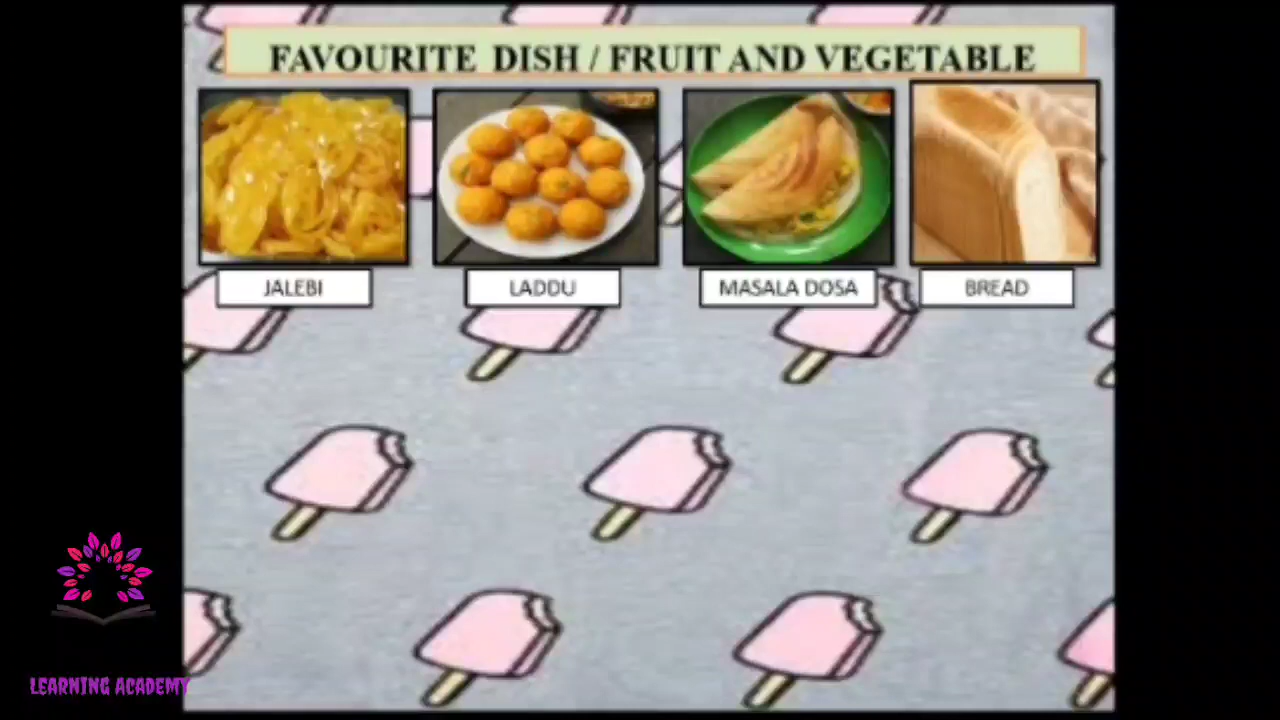 FAVOURITE DISH / FRUIT AND VEGETABLE
JALEBI
LADDU
MASALA DOSA
BREAD
LEARNING ACADEMY